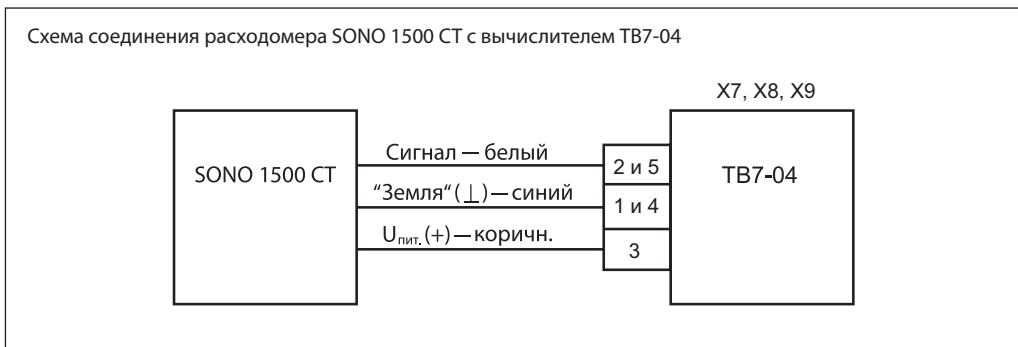 Схема соединения расходомера SONO 1500 CT с вычислителем ТВ7-04
X7, X8, X9
SONO 1500 CT
Сигнал — белый
2 и 5
ТВ7-04
“Земля“ (⊥) — синий
1 и 4
Uпит.(+) — коричн.
3